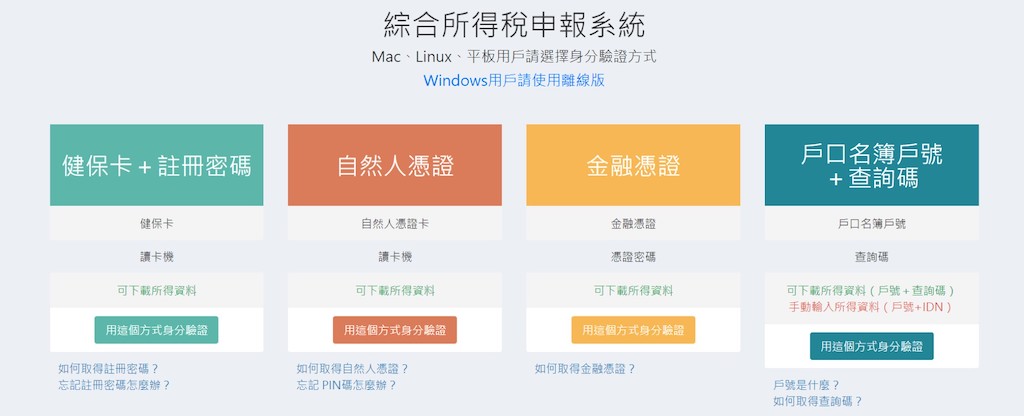 綜合所得稅申報系統
Mac、Linux、平板用戶請選擇身分驗證方式
Windows用戶請使用離線版
健保卡＋註冊密碼
健保卡
讀卡機
可下載所得資料
用這個方式身分驗證
如何取得註冊密碼？
忘記註冊密碼怎麼辦？
自然人憑證
自然人憑證卡
讀卡機
可下載所得資料
用這個方式身分驗證
如何取得自然人憑證？
忘記 PIN碼怎麼辦？
金融憑證
金融憑證
憑證密碼
可下載所得資料
用這個方式身分驗證
如何取得金融憑證？
戶口名簿戶號
＋查詢碼
戶口名簿戶號
查詢碼
可下載所得資料（戶號＋查詢碼）
手動輸入所得資料（戶號+IDN）
用這個方式身分驗證
戶號是什麼？
如何取得查詢碼？